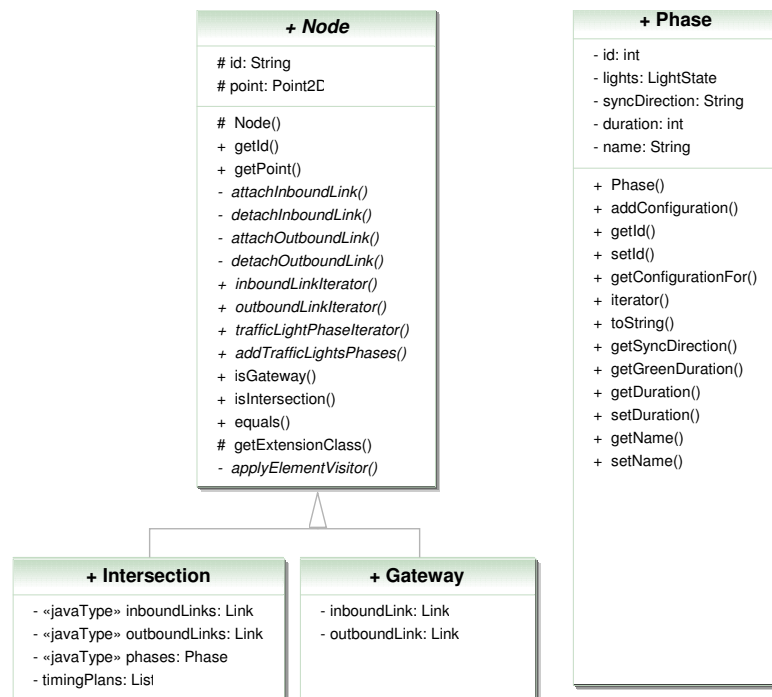 + Node
# id: String
# point: Point2D
# Node()
+ getId()
+ getPoint()
- attachInboundLink()
- detachInboundLink()
- attachOutboundLink()
- detachOutboundLink()
+ inboundLinkIterator()
+ outboundLinkIterator()
+ trafficLightPhaseIterator()
+ addTrafficLightsPhases()
+ isGateway()
+ isIntersection()
+ equals()
# getExtensionClass()
- applyElementVisitor()
+ Phase
- id: int
- lights: LightState
- syncDirection: String
- duration: int
- name: String
+ Phase()
+ addConfiguration()
+ getId()
+ setId()
+ getConfigurationFor()
+ iterator()
+ toString()
+ getSyncDirection()
+ getGreenDuration()
+ getDuration()
+ setDuration()
+ getName()
+ setName()
+ Intersection
- «javaType» inboundLinks: Link
- «javaType» outboundLinks: Link
- «javaType» phases: Phase
- timingPlans: List
+ Gateway
- inboundLink: Link
- outboundLink: Link